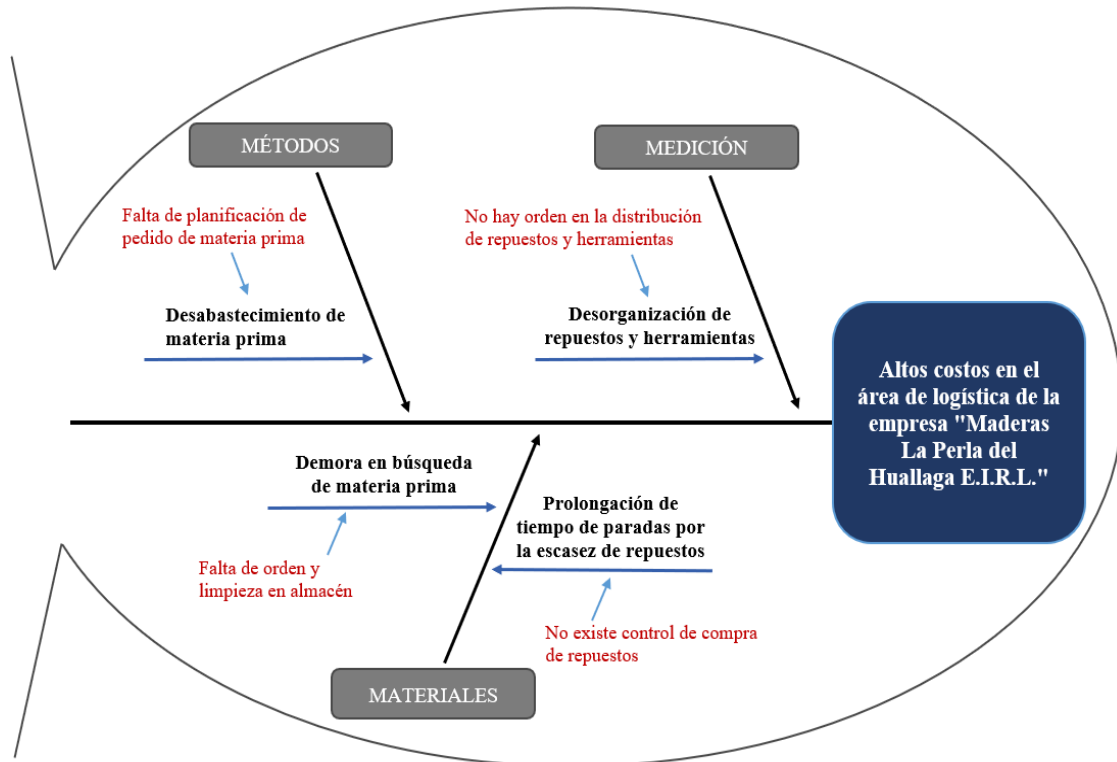 MÉTODOS
MEDICIÓN
Falta de planificación de
pedido de materia prima
No hay orden en la distribución
de repuestos y herramientas
Desabastecimiento de
materia prima
Desorganización de
repuestos y herramientas
Altos costos en el
área de logística de la
empresa "Maderas
La Perla del
Huallaga E.I.R.L."
Demora en búsqueda
de materia prima
Prolongación de
tiempo de paradas por
la escasez de repuestos
Falta de orden y
limpieza en almacén
No existe control de compra
de repuestos
MATERIALES